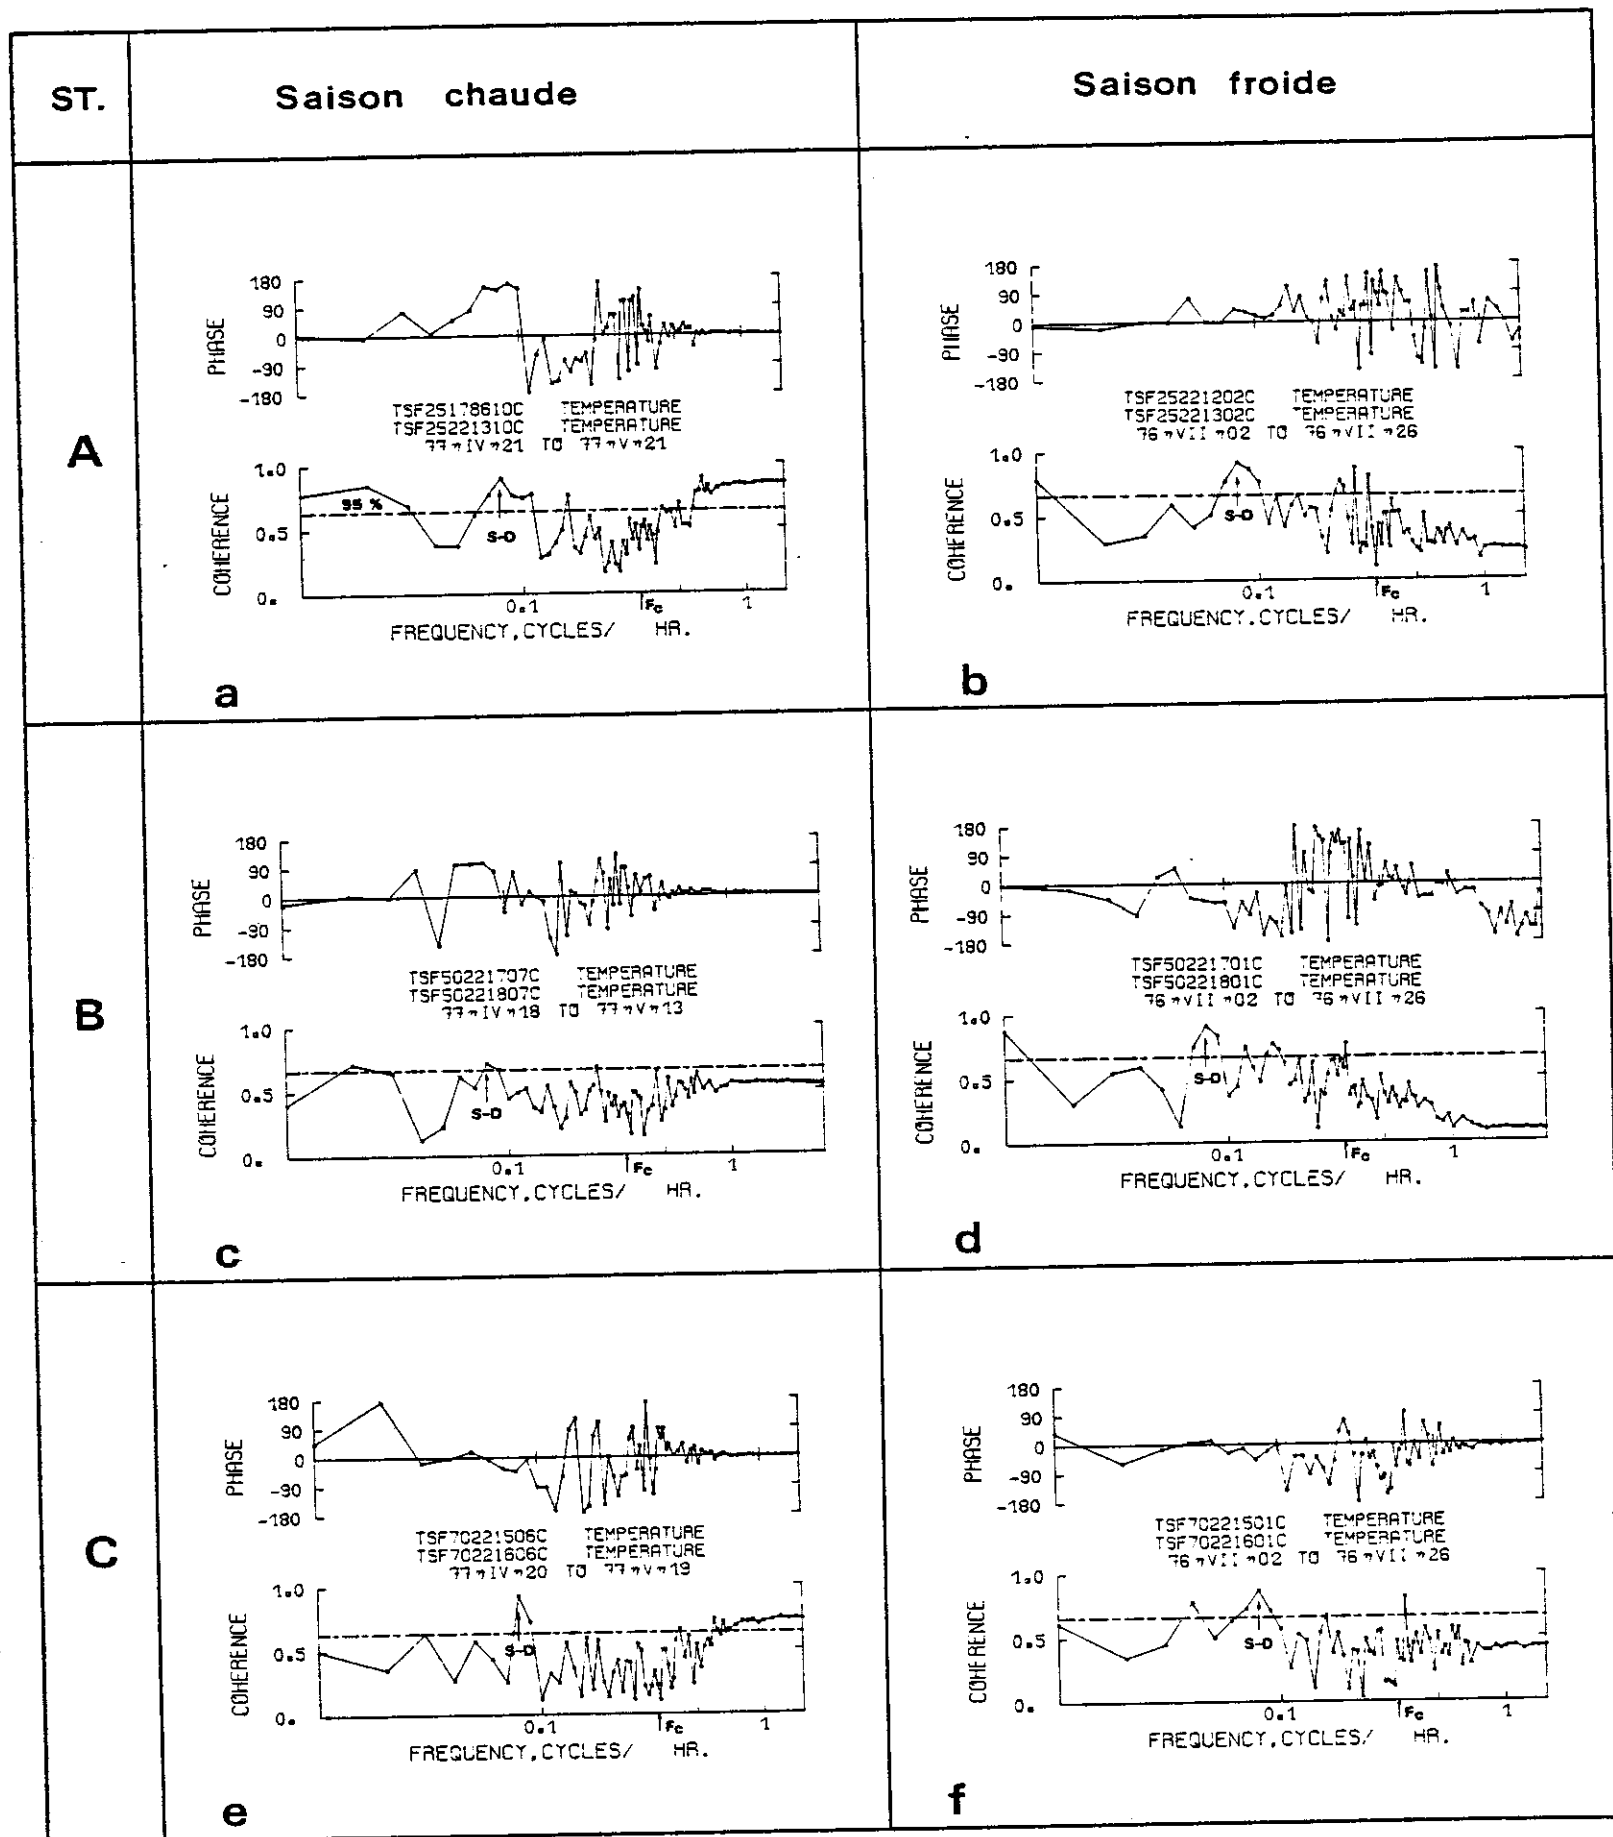 ST. Saison chaude Saison froide
A
180
90
0
-90
-180
PHASE
TSF25178610C TEMPERATURE
TSF25221310C TEMPERATURE
77 IV 21 TO 77 V 21
1.0
0.5
0.
COHERENCE
95 %
S-D
0.1 Fc 1
FREQUENCY,CYCLES/ HR.
a
180
90
0
-90
-180
PHASE
TSF25221202C TEMPERATURE
TSF25221302C TEMPERATURE
76 VII 02 TO 76 VII 26
1.0
0.5
0.
COHERENCE
S-D
0.1 Fc 1
FREQUENCY.CYCLES/ HR.
b
B
180
90
0
-90
-180
PHASE
TSF50221707C TEMPERATURE
TSF50221807C TEMPERATURE
77 IV 18 TO 77 V 13
1.0
0.5
0.
COHERENCE
S-D
0.1 Fc 1
FREQUENCY,CYCLES/ HR.
c
180
90
0
-90
-180
PHASE
TSF50221701C TEMPERATURE
TSF50221801C TEMPERATURE
76 VII 02 TO 76 VII 26
1.0
0.5
0.
COHERENCE
S-D
0.1 Fc 1
FREQUENCY,CYCLES/ HR.
d
C
180
90
0
-90
-180
PHASE
TSF70221506C TEMPERATURE
TSF70221606C TEMPERATURE
77 IV 20 TO 77 V 19
1.0
0.5
0.
COHERENCE
S-D
0.1 Fc 1
FREQUENCY,CYCLES/ HR.
e
180
90
0
-90
-180
PHASE
TSF70221501C TEMPERATURE
TSF70221601C TEMPERATURE
76 VII 02 TO 76 VII 26
1.0
0.5
0.
COHERENCE
S-D
0.1 Fc 1
FREQUENCY,CYCLES/ HR.
f